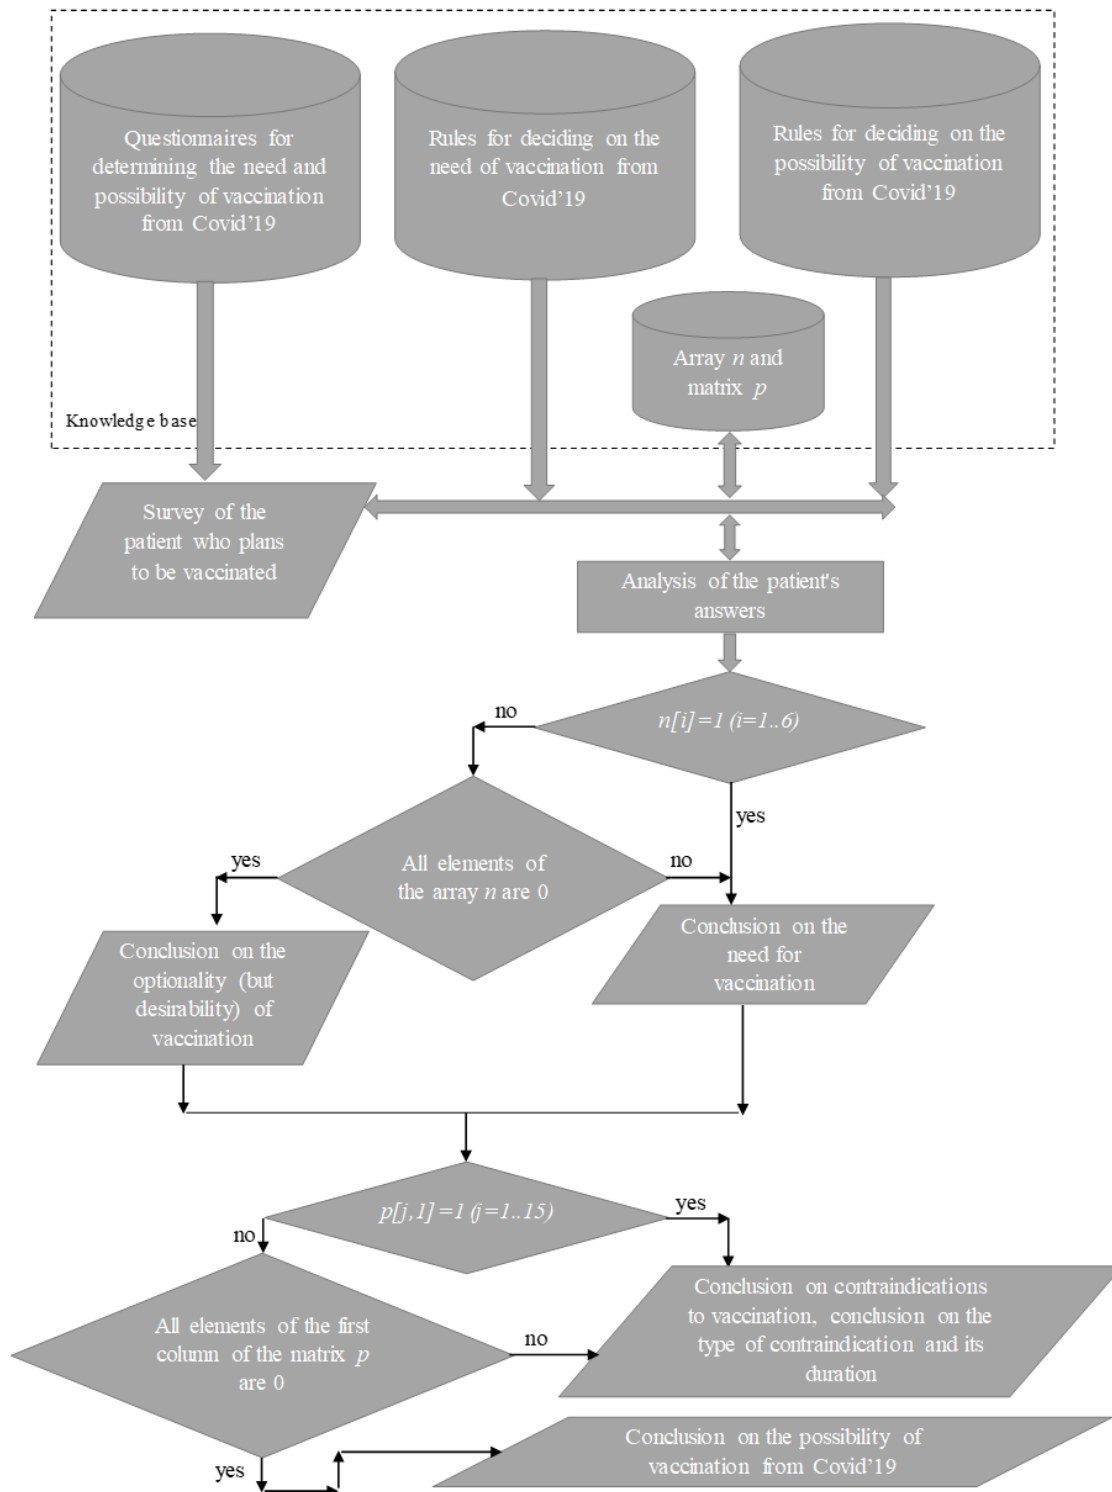 Questionnaires for
determining the need and
possibility of vaccination
from Covid’19
Rules for deciding on the
need of vaccination from
Covid’19
Rules for deciding on the
possibility of vaccination
from Covid’19
Array n and
matrix p
Knowledge base
Survey of the
patient who plans
to be vaccinated
Analysis of the patient's
answers
n[i]=1 (i=1..6)
no
yes
All elements of
the array n are 0
yes
no
Conclusion on the
optionality (but
desirability) of
vaccination
Conclusion on the
need for
vaccination
p[j,1]=1 (j=1..15)
yes
no
All elements of the first
column of the matrix p
are 0
no
Conclusion on contraindications
to vaccination, conclusion on the
type of contraindication and its
duration
yes
Conclusion on the possibility of
vaccination from Covid’19